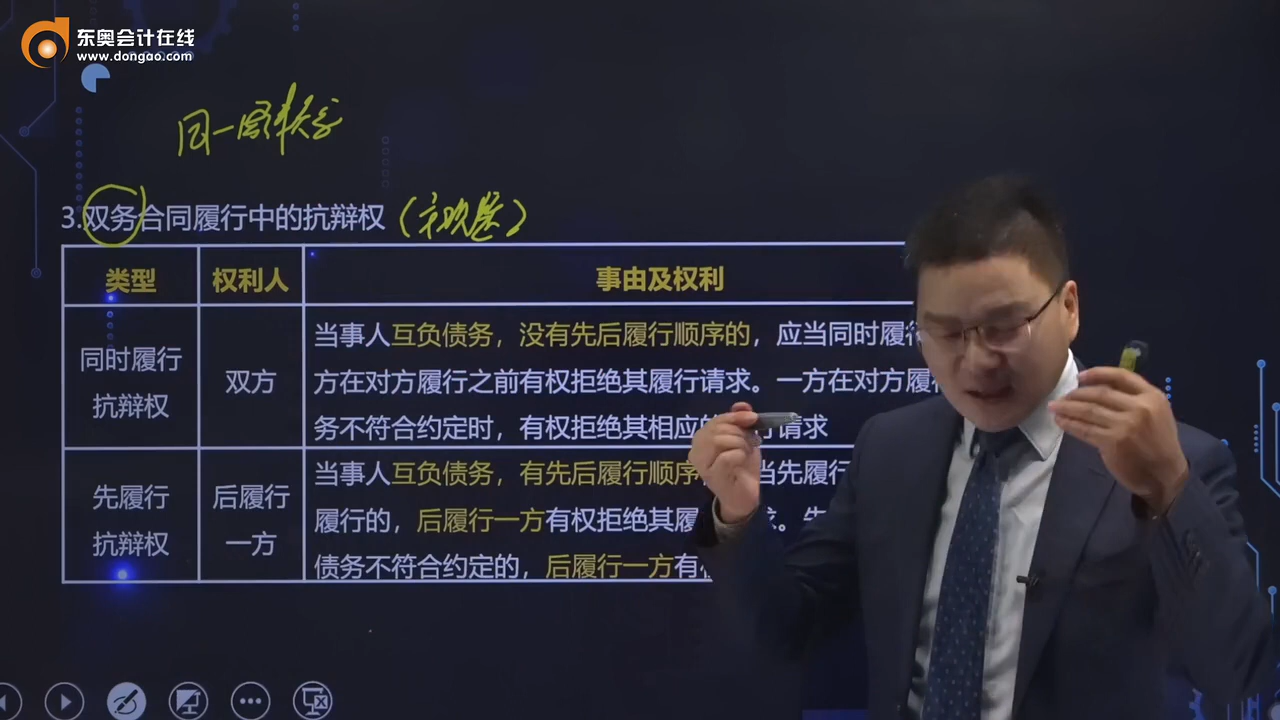 东奥会计在线
www.dongao.com
同一
3.双务合同履行中的抗辩权
类型
权利人
事由及权利
同时履行
抗辩权
双方
当事人互负债务，没有先后履行顺序的，应当同时履行
方在对方履行之前有权拒绝其履行请求。一方在对方履
务不符合约定时，有权拒绝其相应的 请求
先履行
抗辩权
后履行
一方
当事人互负债务，有先后履行顺序 当先履行
履行的，后履行一方有权拒绝其履 求。
债务不符合约定的，后履行一方有